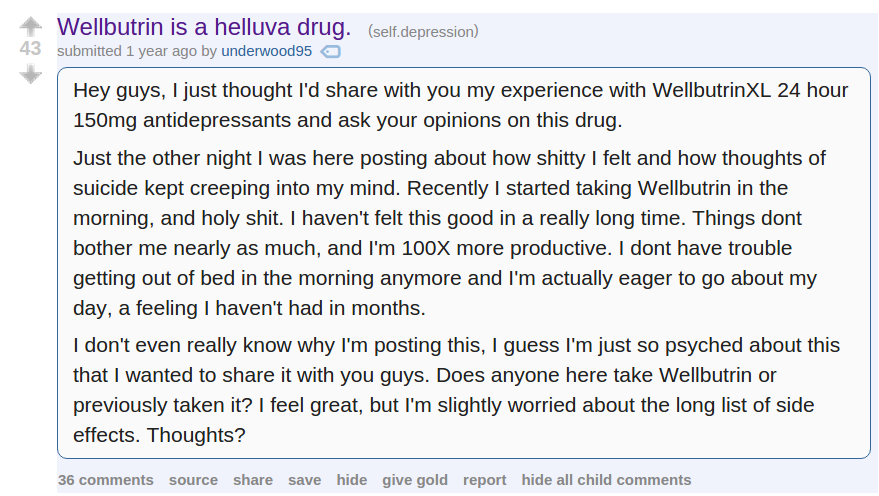 Wellbutrin is a helluva drug. (self.depression)
43
submitted 1 year ago by underwood95
Hey guys, I just thought I'd share with you my experience with WellbutrinXL 24 hour
150mg antidepressants and ask your opinions on this drug.
Just the other night I was here posting about how shitty I felt and how thoughts of
suicide kept creeping into my mind. Recently I started taking Wellbutrin in the
morning, and holy shit. I haven't felt this good in a really long time. Things dont
bother me nearly as much, and I'm 100X more productive. I dont have trouble
getting out of bed in the morning anymore and I'm actually eager to go about my
day, a feeling I haven't had in months.
I don't even really know why I'm posting this, I guess I'm just so psyched about this
that I wanted to share it with you guys. Does anyone here take Wellbutrin or
previously taken it? I feel great, but I'm slightly worried about the long list of side
effects. Thoughts?
36 comments source share save hide give gold report hide all child comments